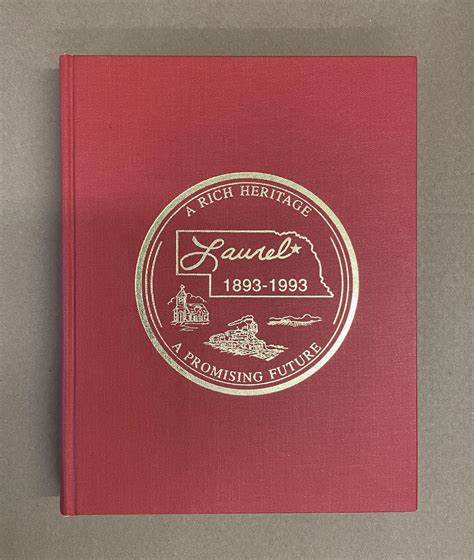 A RICH HERITAGE
Laurel
1893-1993
A PROMISING FUTURE